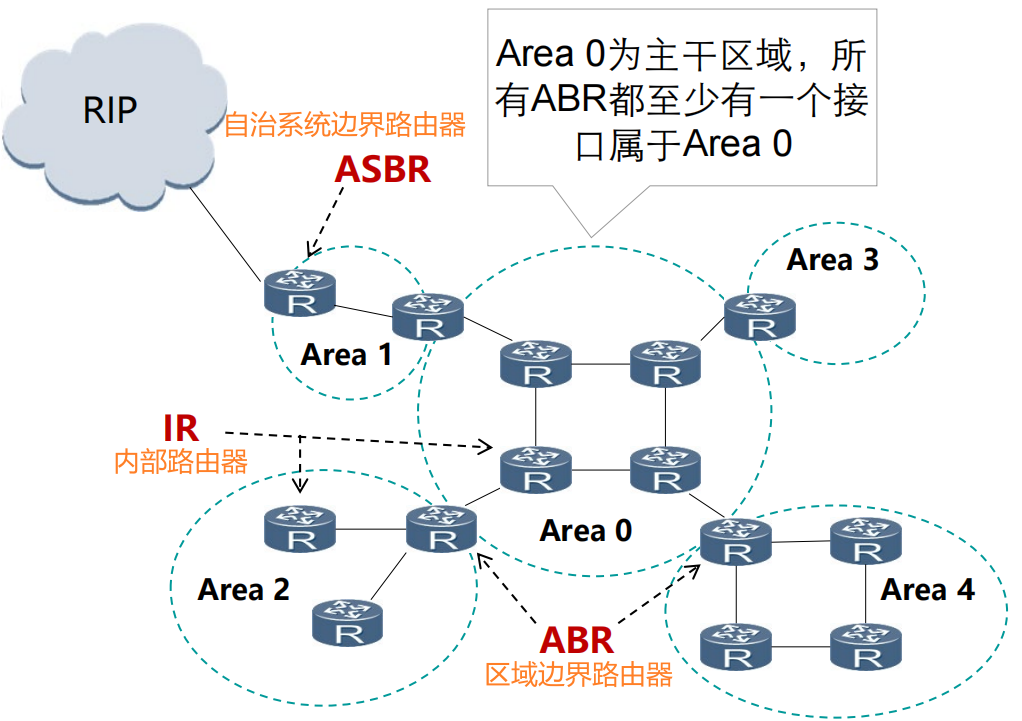 Area 0为主干区域，所
有ABR都至少有一个接
口属于Area 0
RIP
自治系统边界路由器
ASBR
Area 3
R
R
R
Area 1
R
R
IR
内部路由器
R
R
R
R
Area 0
R
R
Area 2
Area 4
R
ABR
R
R
区域边界路由器